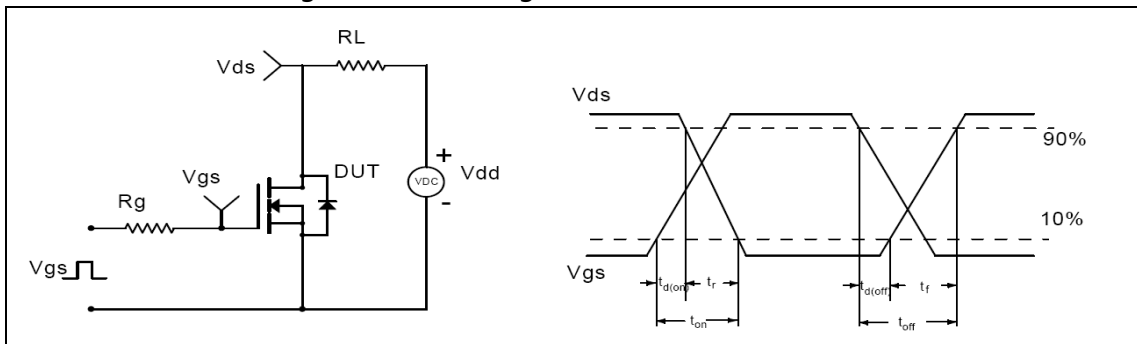 RL
Vds
Vgs
DUT
Rg
VDC
+
Vdd
-
Vgs
Vds
90%
10%
Vgs
td(on)
tr
td(off)
tf
ton
toff